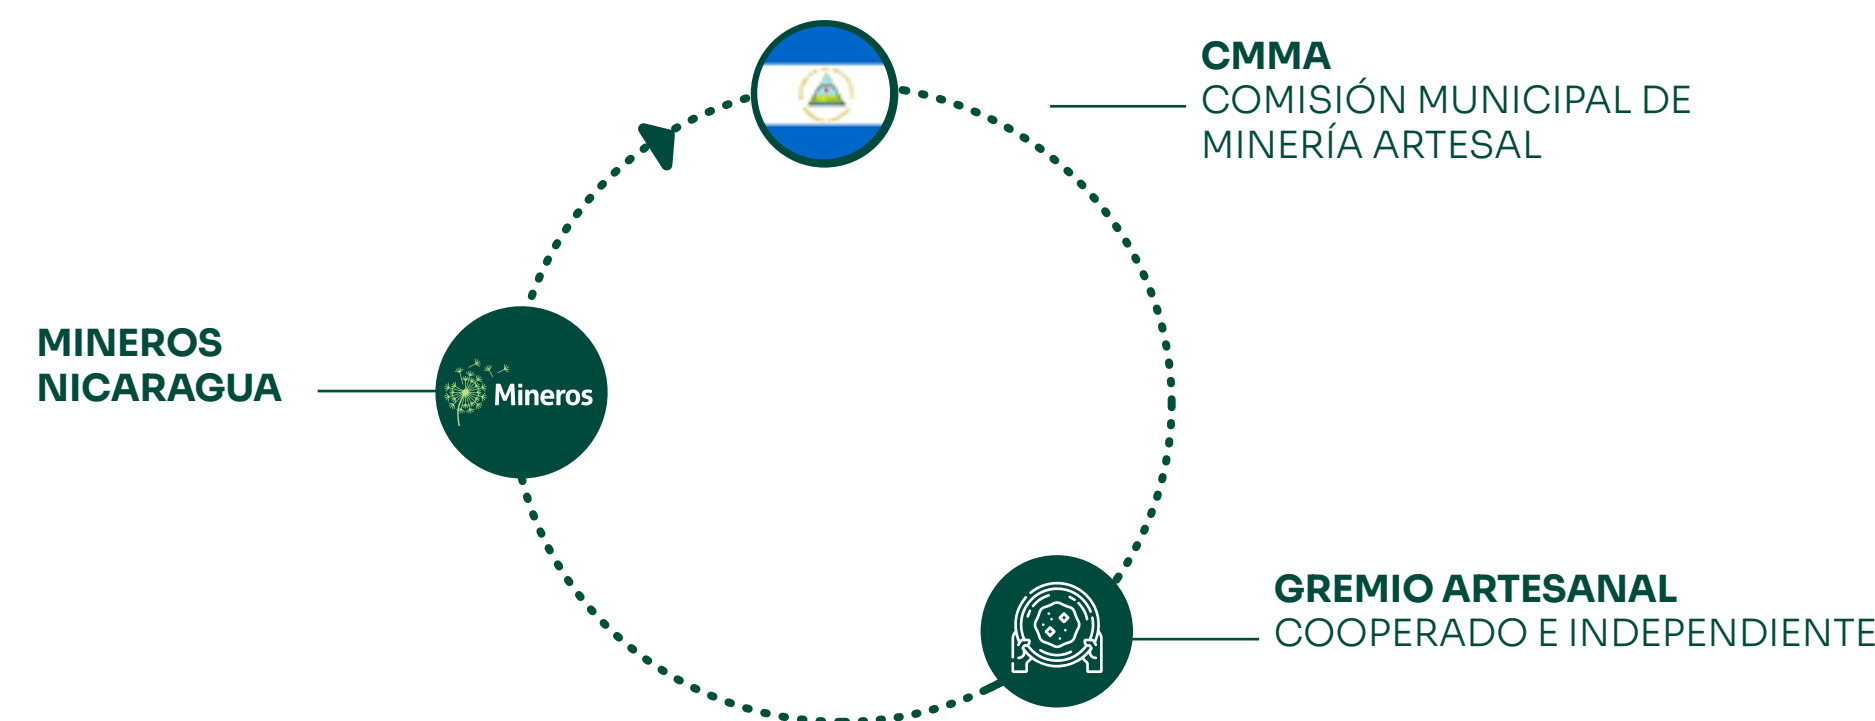 CMMA
COMISIÓN MUNICIPAL DE
MINERÍA ARTESAL
MINEROS
NICARAGUA
Mineros
GREMIO ARTESANAL
COOPERADO E INDEPENDIENTE